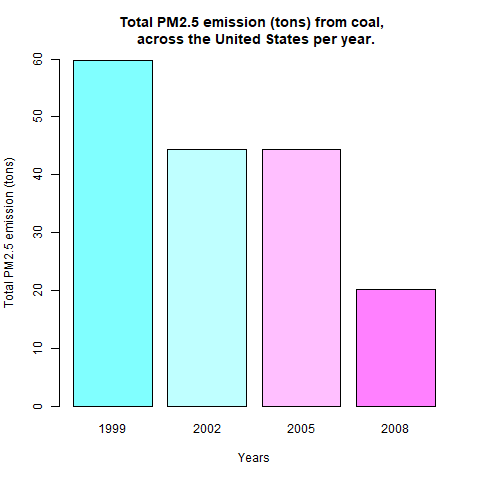 Total PM2.5 emission (tons) from coal,
across the United States per year.
Total PM2.5 emission (tons)
60
50
40
30
20
10
0
1999 2002 2005 2008
Years